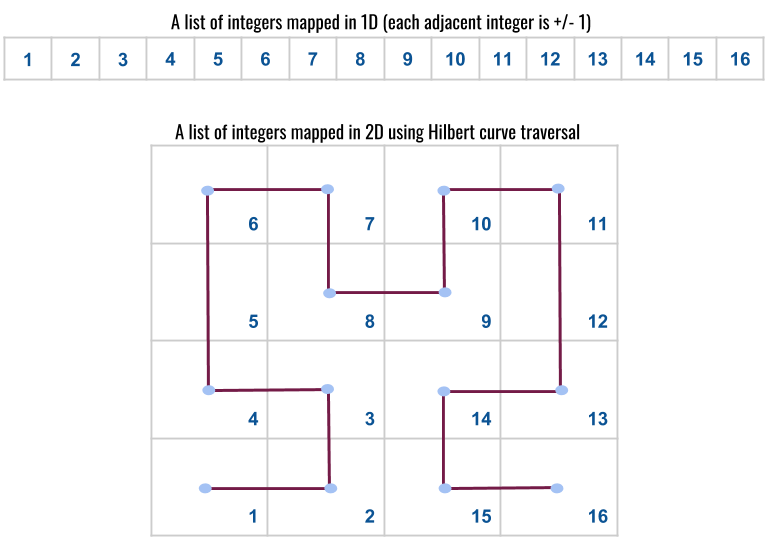 A list of integers mapped in 1D (each adjacent integer is +/- 1)
1 2 3 4 5 6 7 8 9 10 11 12 13 14 15 16
A list of integers mapped in 2D using Hilbert curve traversal
6 7 10 11
5 8 9 12
4 3 14 13
1 2 15 16